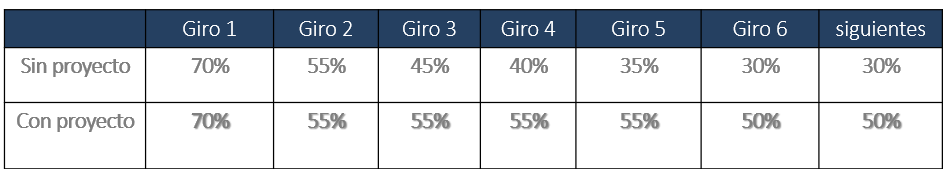 Giro 1 Giro 2 Giro 3 Giro 4 Giro 5 Giro 6 siguientes
Sin proyecto 70% 55% 45% 40% 35% 30% 30%
Con proyecto 70% 55% 55% 55% 55% 50% 50%